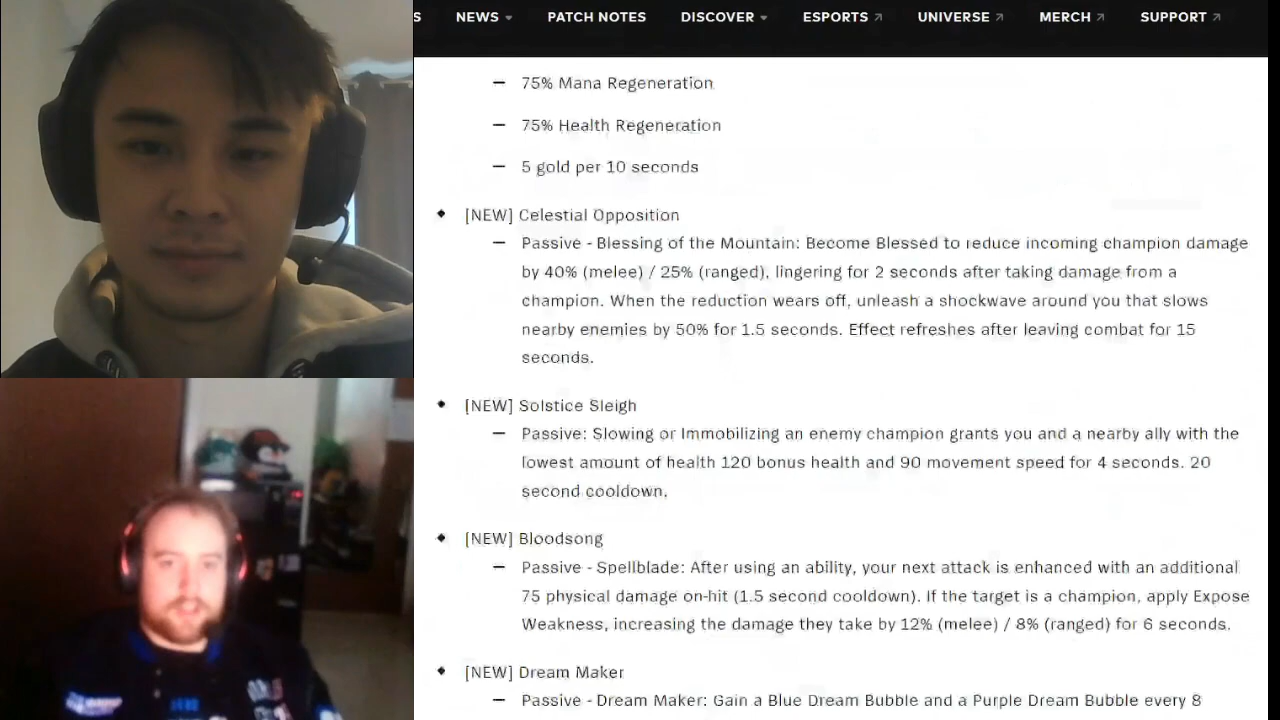 S NEWS PATCH NOTES DISCOVER ESPORTS UNIVERSE MERCH SUPPORT
– 75% Mana Regeneration
– 75% Health Regeneration
– 5 gold per 10 seconds
[NEW] Celestial Opposition
– Passive - Blessing of the Mountain: Become Blessed to reduce incoming champion damage
by 40% (melee) / 25% (ranged), lingering for 2 seconds after taking damage from a
champion. When the reduction wears off, unleash a shockwave around you that slows
nearby enemies by 50% for 1.5 seconds. Effect refreshes after leaving combat for 15
seconds.
[NEW] Solstice Sleigh
– Passive: Slowing or Immobilizing an enemy champion grants you and a nearby ally with the
lowest amount of health 120 bonus health and 90 movement speed for 4 seconds. 20
second cooldown.
[NEW] Bloodsong
– Passive - Spellblade: After using an ability, your next attack is enhanced with an additional
75 physical damage on-hit (1.5 second cooldown). If the target is a champion, apply Expose
Weakness, increasing the damage they take by 12% (melee) / 8% (ranged) for 6 seconds.
[NEW] Dream Maker
– Passive - Dream Maker: Gain a Blue Dream Bubble and a Purple Dream Bubble every 8